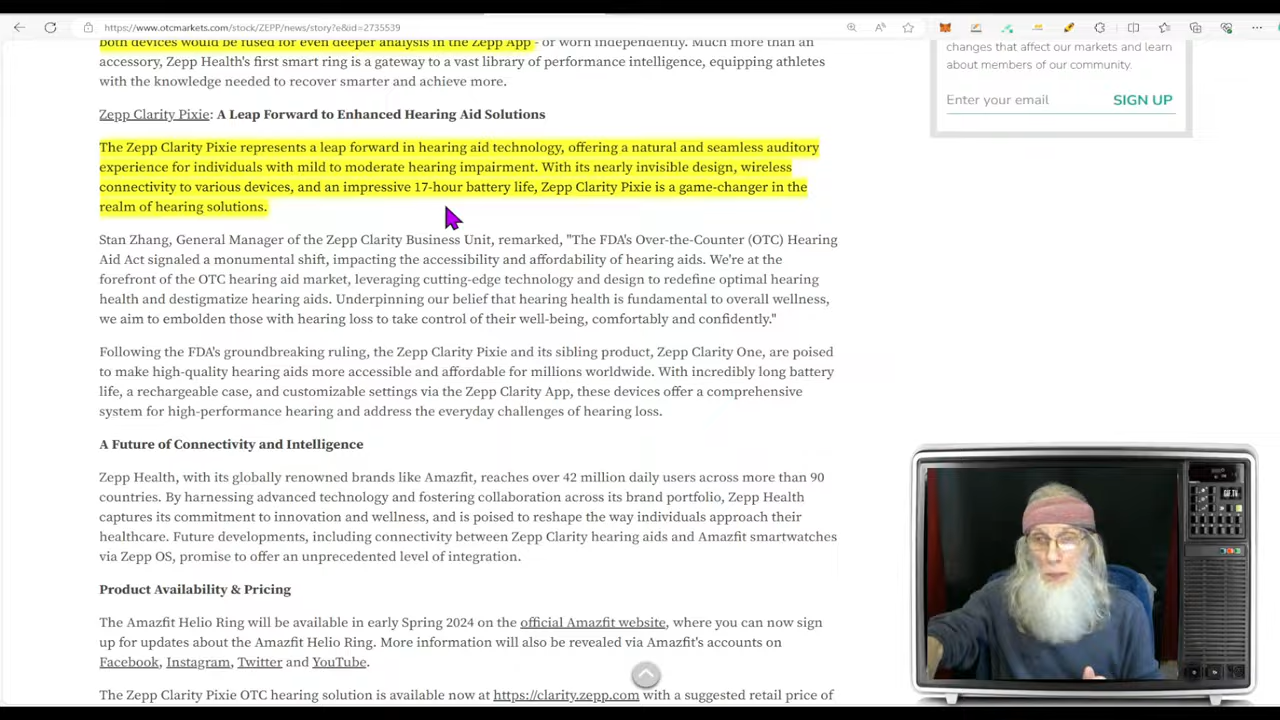 https://www.otcmarkets.com/stock/ZEPP/news/story?e&id=2735539
both devices would be fused for even deeper analysis in the Zepp App - or worn independently. Much more than an
accessory, Zepp Health's first smart ring is a gateway to a vast library of performance intelligence, equipping athletes
with the knowledge needed to recover smarter and achieve more.
Zepp Clarity Pixie: A Leap Forward to Enhanced Hearing Aid Solutions
The Zepp Clarity Pixie represents a leap forward in hearing aid technology, offering a natural and seamless auditory
experience for individuals with mild to moderate hearing impairment. With its nearly invisible design, wireless
connectivity to various devices, and an impressive 17-hour battery life, Zepp Clarity Pixie is a game-changer in the
realm of hearing solutions.
Stan Zhang, General Manager of the Zepp Clarity Business Unit, remarked, "The FDA's Over-the-Counter (OTC) Hearing
Aid Act signaled a monumental shift, impacting the accessibility and affordability of hearing aids. We're at the
forefront of the OTC hearing aid market, leveraging cutting-edge technology and design to redefine optimal hearing
health and destigmatize hearing aids. Underpinning our belief that hearing health is fundamental to overall wellness,
we aim to embolden those with hearing loss to take control of their well-being, comfortably and confidently."
Following the FDA's groundbreaking ruling, the Zepp Clarity Pixie and its sibling product, Zepp Clarity One, are poised
to make high-quality hearing aids more accessible and affordable for millions worldwide. With incredibly long battery
life, a rechargeable case, and customizable settings via the Zepp Clarity App, these devices offer a comprehensive
system for high-performance hearing and address the everyday challenges of hearing loss.
A Future of Connectivity and Intelligence
Zepp Health, with its globally renowned brands like Amazfit, reaches over 42 million daily users across more than 90
countries. By harnessing advanced technology and fostering collaboration across its brand portfolio, Zepp Health
captures its commitment to innovation and wellness, and is poised to reshape the way individuals approach their
healthcare. Future developments, including connectivity between Zepp Clarity hearing aids and Amazfit smartwatches
via Zepp OS, promise to offer an unprecedented level of integration.
Product Availability & Pricing
The Amazfit Helio Ring will be available in early Spring 2024 on the official Amazfit website, where you can now sign
up for updates about the Amazfit Helio Ring. More information will also be revealed via Amazfit's accounts on
Facebook, Instagram, Twitter and YouTube.
The Zepp Clarity Pixie OTC hearing solution is available now at https://clarity.zepp.com with a suggested retail price of
changes that affect our markets and learn
about members of our community.
Enter your email SIGN UP
GIF.TV